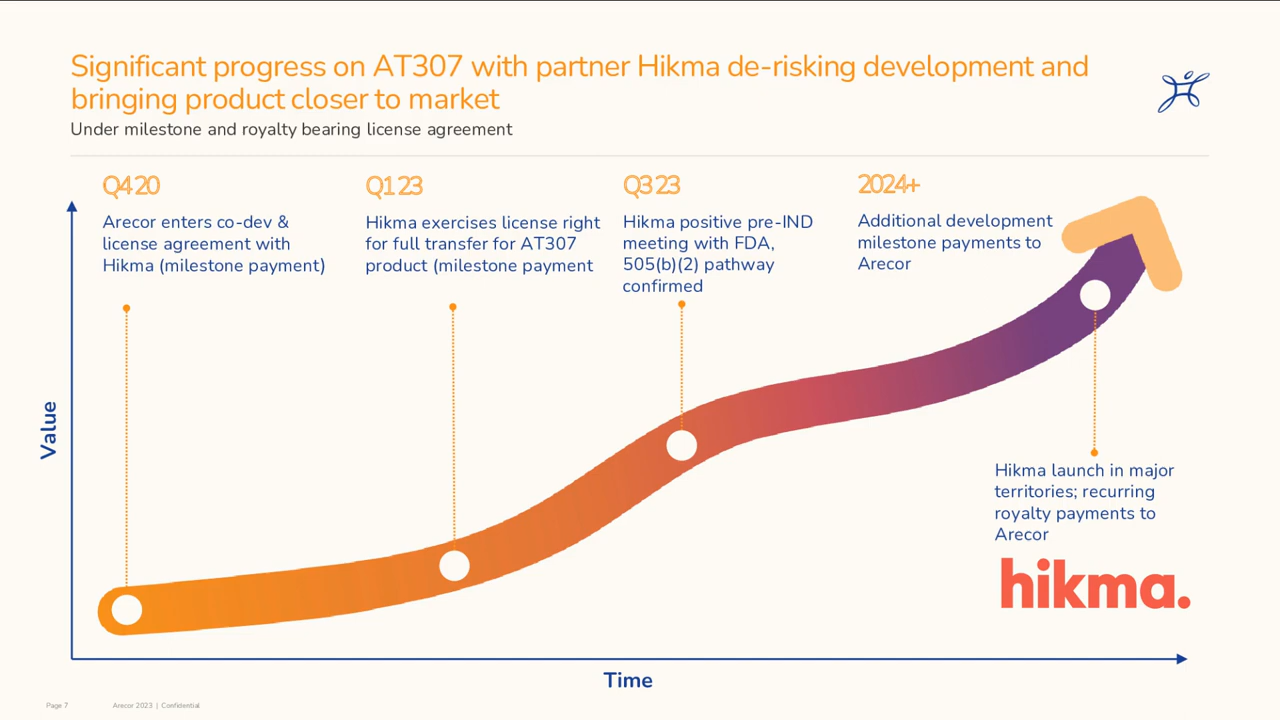 Significant progress on AT307 with partner Hikma de-risking development and
bringing product closer to market
Under milestone and royalty bearing license agreement
Q4 20
Arecor enters co-dev &
license agreement with
Hikma (milestone payment)
Q1 23
Hikma exercises license right
for full transfer for AT307
product (milestone payment
Q3 23
Hikma positive pre-IND
meeting with FDA,
505(b)(2) pathway
confirmed
2024+
Additional development
milestone payments to
Arecor
Value
Hikma launch in major
territories; recurring
royalty payments to
Arecor
hikma.
Time
Page 7
Arecor 2023 | Confidential